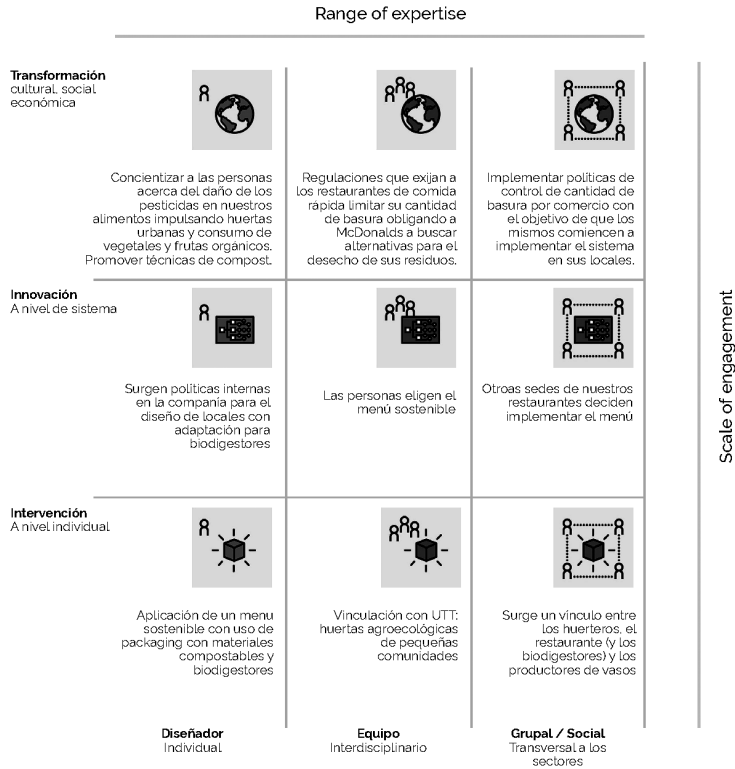 Range of expertise
Transformación
cultural, social
económica
Concientizar a las personas
acerca del daño de los
pesticidas en nuestros
alimentos impulsando huertas
urbanas y consumo de
vegetales y frutas orgánicos.
Promover técnicas de compost.
Regulaciones que exijan a
los restaurantes de comida
rápida limitar su cantidad
de basura obligando a
McDonalds a buscar
alternativas para el
desecho de sus residuos.
Implementar políticas de
control de cantidad de
basura por comercio con
el objetivo de que los
mismos comiencen a
implementar el sistema
en sus locales.
Innovación
A nivel de sistema
Surgen políticas internas
en la compañía para el
diseño de locales con
adaptación para
biodigestores
Las personas eligen el
menú sostenible
Otroas sedes de nuestros
restaurantes deciden
implementar el menú
Scale of engagement
Intervención
A nivel individual
Aplicación de un menu
sostenible con uso de
packaging con materiales
compostables y
biodigestores
Vinculación con UTT:
huertas agroecológicas
de pequeñas
comunidades
Surge un vínculo entre
los huerteros, el
restaurante (y los
biodigestores) y los
productores de vasos
Diseñador
Individual
Equipo
Interdisciplinario
Grupal / Social
Transversal a los
sectores